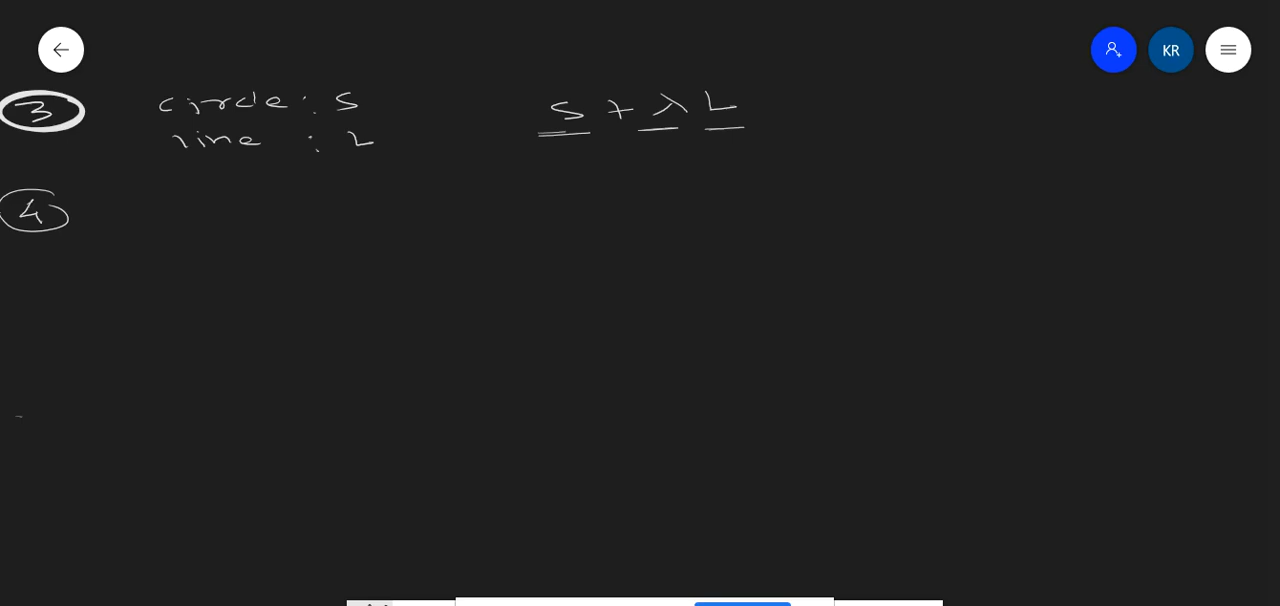 KR
3 circle : S S + λ L
line : L
4